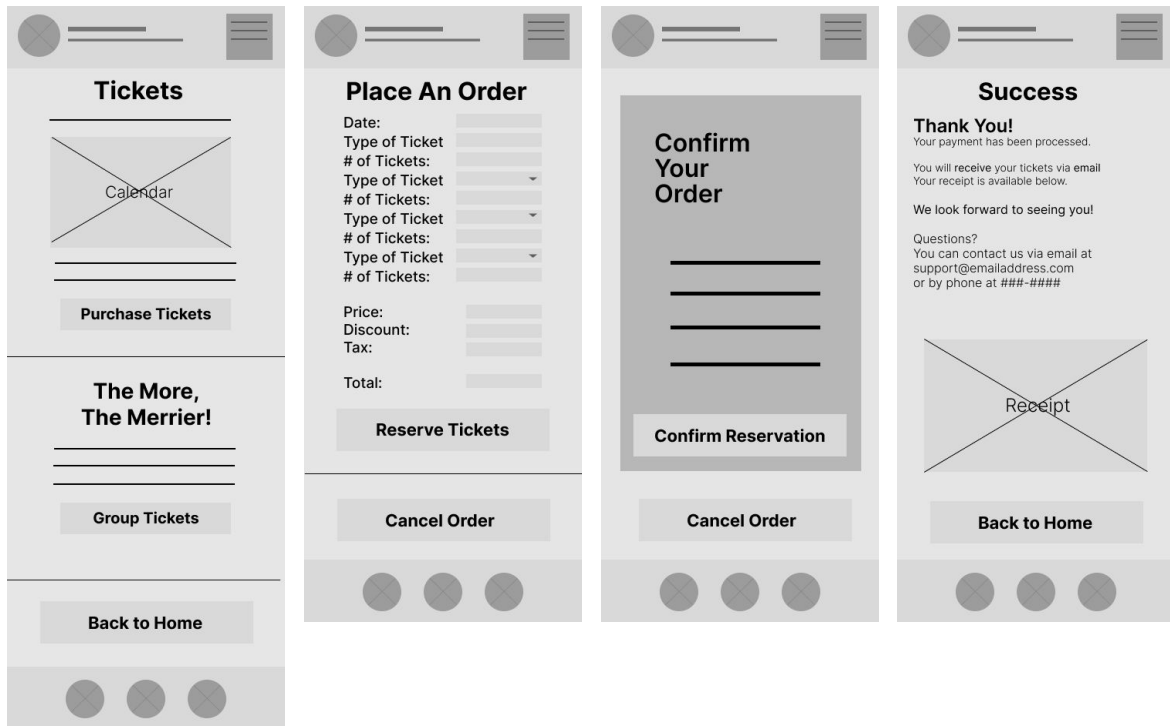 Tickets
Calendar
Purchase Tickets
The More,
The Merrier!
Group Tickets
Back to Home
Place An Order
Date:
Type of Ticket
# of Tickets:
Type of Ticket
# of Tickets:
Type of Ticket
# of Tickets:
Type of Ticket
# of Tickets:
Price:
Discount:
Tax:
Total:
Reserve Tickets
Cancel Order
Confirm
Your
Order
Confirm Reservation
Cancel Order
Success
Thank You!
Your payment has been processed.
You will receive your tickets via email
Your receipt is available below.
We look forward to seeing you!
Questions?
You can contact us via email at
support@emailaddress.com
or by phone at ###-####
Receipt
Back to Home